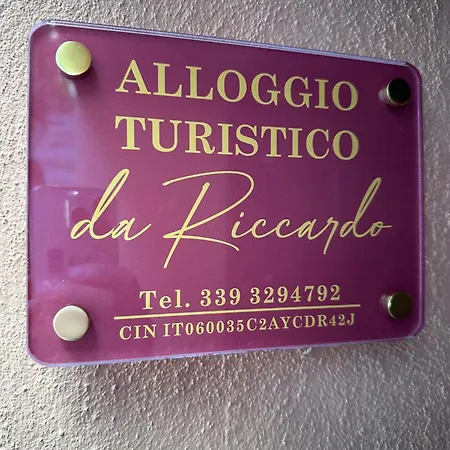 ALLOGGIO
TURISTICO
da Riccardo
Tel. 339 3294792
CIN IT060035C2AYCDR42J